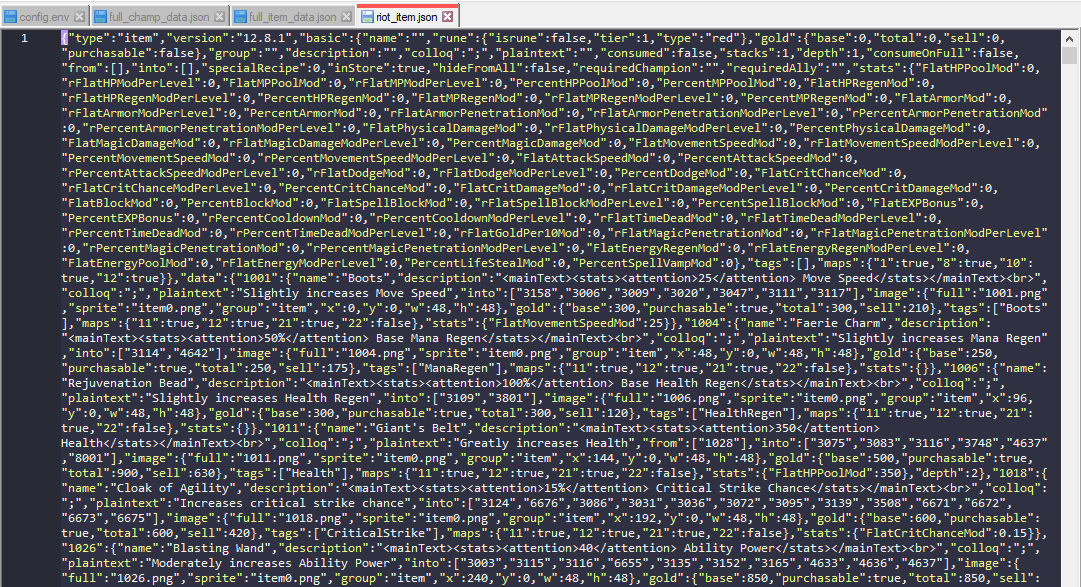 config.env full_champ_data.json full_item_data.json riot_item.json
1 {"type":"item","version":"12.8.1","basic":{"name":"","rune":{"isrune":false,"tier":1,"type":"red"},"gold":{"base":0,"total":0,"sell":0,
"purchasable":false},"group":"","description":"","colloq":";","plaintext":"","consumed":false,"stacks":1,"depth":1,"consumeOnFull":false,
"from":[],"into":[],"specialRecipe":0,"inStore":true,"hideFromAll":false,"requiredChampion":"","requiredAlly":"","stats":{"FlatHPPoolMod":0,
"rFlatHPModPerLevel":0,"FlatMPPoolMod":0,"rFlatMPModPerLevel":0,"PercentHPPoolMod":0,"PercentMPPoolMod":0,"FlatHPRegenMod":0,
"rFlatHPRegenModPerLevel":0,"PercentHPRegenMod":0,"FlatMPRegenMod":0,"rFlatMPRegenModPerLevel":0,"PercentMPRegenMod":0,"FlatArmorMod":0,
"rFlatArmorModPerLevel":0,"PercentArmorMod":0,"rFlatArmorPenetrationMod":0,"rFlatArmorPenetrationModPerLevel":0,"rPercentArmorPenetrationMod"
:0,"rPercentArmorPenetrationModPerLevel":0,"FlatPhysicalDamageMod":0,"rFlatPhysicalDamageModPerLevel":0,"PercentPhysicalDamageMod":0,
"FlatMagicDamageMod":0,"rFlatMagicDamageModPerLevel":0,"PercentMagicDamageMod":0,"FlatMovementSpeedMod":0,"rFlatMovementSpeedModPerLevel":0,
"PercentMovementSpeedMod":0,"rPercentMovementSpeedModPerLevel":0,"FlatAttackSpeedMod":0,"PercentAttackSpeedMod":0,
"rPercentAttackSpeedModPerLevel":0,"rFlatDodgeMod":0,"rFlatDodgeModPerLevel":0,"PercentDodgeMod":0,"FlatCritChanceMod":0,
"rFlatCritChanceModPerLevel":0,"PercentCritChanceMod":0,"FlatCritDamageMod":0,"rFlatCritDamageModPerLevel":0,"PercentCritDamageMod":0,
"FlatBlockMod":0,"PercentBlockMod":0,"FlatSpellBlockMod":0,"rFlatSpellBlockModPerLevel":0,"PercentSpellBlockMod":0,"FlatEXPBonus":0,
"PercentEXPBonus":0,"rPercentCooldownMod":0,"rPercentCooldownModPerLevel":0,"rFlatTimeDeadMod":0,"rFlatTimeDeadModPerLevel":0,
"rPercentTimeDeadMod":0,"rPercentTimeDeadModPerLevel":0,"rFlatGoldPer10Mod":0,"rFlatMagicPenetrationMod":0,"rFlatMagicPenetrationModPerLevel"
:0,"rPercentMagicPenetrationMod":0,"rPercentMagicPenetrationModPerLevel":0,"FlatEnergyRegenMod":0,"rFlatEnergyRegenModPerLevel":0,
"FlatEnergyPoolMod":0,"rFlatEnergyModPerLevel":0,"PercentLifeStealMod":0,"PercentSpellVampMod":0},"tags":[],"maps":{"1":true,"8":true,"10":
true,"12":true}},"data":{"1001":{"name":"Boots","description":"<mainText><stats><attention>25</attention> Move Speed</stats></mainText><br>",
"colloq":";","plaintext":"Slightly increases Move Speed","into":["3158","3006","3009","3020","3047","3111","3117"],"image":{"full":"1001.png"
,"sprite":"item0.png","group":"item","x":0,"y":0,"w":48,"h":48},"gold":{"base":300,"purchasable":true,"total":300,"sell":210},"tags":["Boots"
],"maps":{"11":true,"12":true,"21":true,"22":false},"stats":{"FlatMovementSpeedMod":25}},"1004":{"name":"Faerie Charm","description":
"<mainText><stats><attention>50%</attention> Base Mana Regen</stats></mainText><br>","colloq":";","plaintext":"Slightly increases Mana Regen"
,"into":["3114","4642"],"image":{"full":"1004.png","sprite":"item0.png","group":"item","x":48,"y":0,"w":48,"h":48},"gold":{"base":250,
"purchasable":true,"total":250,"sell":175},"tags":["ManaRegen"],"maps":{"11":true,"12":true,"21":true,"22":false},"stats":{}},"1006":{"name":
"Rejuvenation Bead","description":"<mainText><stats><attention>100%</attention> Base Health Regen</stats></mainText><br>","colloq":";",
"plaintext":"Slightly increases Health Regen","into":["3109","3801"],"image":{"full":"1006.png","sprite":"item0.png","group":"item","x":96,
"y":0,"w":48,"h":48},"gold":{"base":300,"purchasable":true,"total":300,"sell":120},"tags":["HealthRegen"],"maps":{"11":true,"12":true,"21":
true,"22":false},"stats":{}},"1011":{"name":"Giant's Belt","description":"<mainText><stats><attention>350</attention>
Health</stats></mainText><br>","colloq":";","plaintext":"Greatly increases Health","from":["1028"],"into":["3075","3083","3116","3748","4637"
,"8001"],"image":{"full":"1011.png","sprite":"item0.png","group":"item","x":144,"y":0,"w":48,"h":48},"gold":{"base":500,"purchasable":true,
"total":900,"sell":630},"tags":["Health"],"maps":{"11":true,"12":true,"21":true,"22":false},"stats":{"FlatHPPoolMod":350},"depth":2},"1018":{
"name":"Cloak of Agility","description":"<mainText><stats><attention>15%</attention> Critical Strike Chance</stats></mainText><br>","colloq":
";","plaintext":"Increases critical strike chance","into":["3124","6676","3086","3031","3036","3072","3095","3139","3508","6671","6672",
"6673","6675"],"image":{"full":"1018.png","sprite":"item0.png","group":"item","x":192,"y":0,"w":48,"h":48},"gold":{"base":600,"purchasable":
true,"total":600,"sell":420},"tags":["CriticalStrike"],"maps":{"11":true,"12":true,"21":true,"22":false},"stats":{"FlatCritChanceMod":0.15}},
"1026":{"name":"Blasting Wand","description":"<mainText><stats><attention>40</attention> Ability Power</stats></mainText><br>","colloq":";",
"plaintext":"Moderately increases Ability Power","into":["3003","3115","3116","6655","3135","3152","3165","4633","4636","4637"],"image":{
"full":"1026.png","sprite":"item0.png","group":"item","x":240,"y":0,"w":48,"h":48},"gold":{"base":850,"purchasable":true,"total":850,"sell":